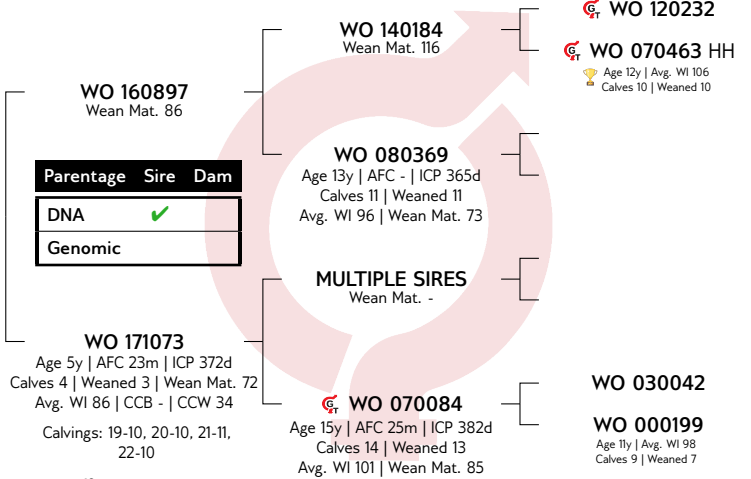 WO 120232
WO 140184
Wean Mat. 116
WO 070463 HH
Age 12y | Avg. WI 106
Calves 10 | Weaned 10
WO 160897
Wean Mat. 86
WO 080369
Age 13y | AFC - | ICP 365d
Calves 11 | Weaned 11
Avg. WI 96 | Wean Mat. 73
Parentage Sire Dam
DNA ✔
Genomic
MULTIPLE SIRES
Wean Mat. -
WO 171073
Age 5y | AFC 23m | ICP 372d
Calves 4 | Weaned 3 | Wean Mat. 72
Avg. WI 86 | CCB - | CCW 34
Calvings: 19-10, 20-10, 21-11,
22-10
WO 030042
WO 070084
Age 15y | AFC 25m | ICP 382d
Calves 14 | Weaned 13
Avg. WI 101 | Wean Mat. 85
WO 000199
Age 11y | Avg. WI 98
Calves 9 | Weaned 7